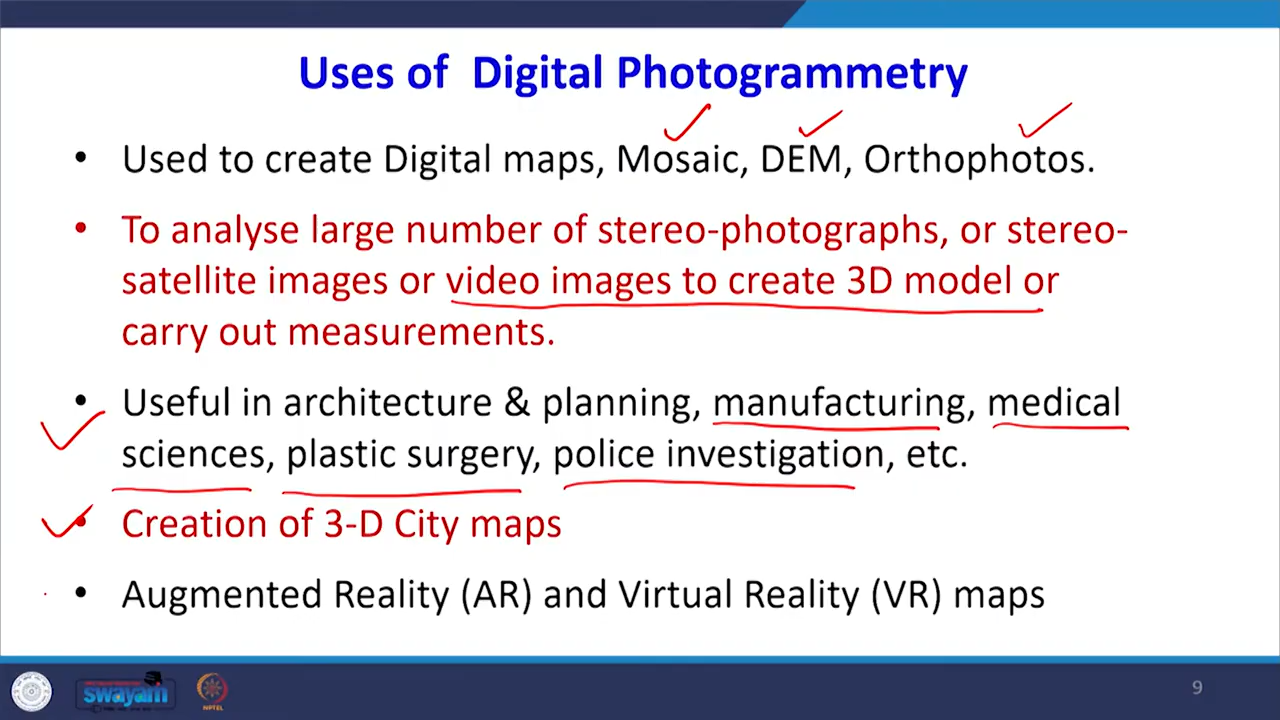 Uses of Digital Photogrammetry
• Used to create Digital maps, Mosaic, DEM, Orthophotos.
• To analyse large number of stereo-photographs, or stereo-
satellite images or video images to create 3D model or
carry out measurements.
• Useful in architecture & planning, manufacturing, medical
sciences, plastic surgery, police investigation, etc.
• Creation of 3-D City maps
• Augmented Reality (AR) and Virtual Reality (VR) maps
swayam
NPTEL
9